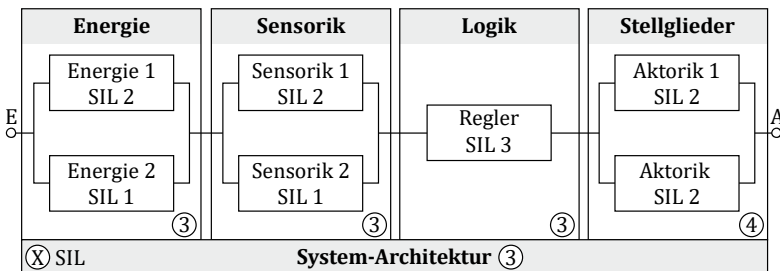 Energie
Sensorik
Logik
Stellglieder
Energie 1
SIL 2
Sensorik 1
SIL 2
Aktorik 1
SIL 2
E
Regler
SIL 3
A
Energie 2
SIL 1
Sensorik 2
SIL 1
Aktorik
SIL 2
3
3
3
4
X SIL
System-Architektur 3